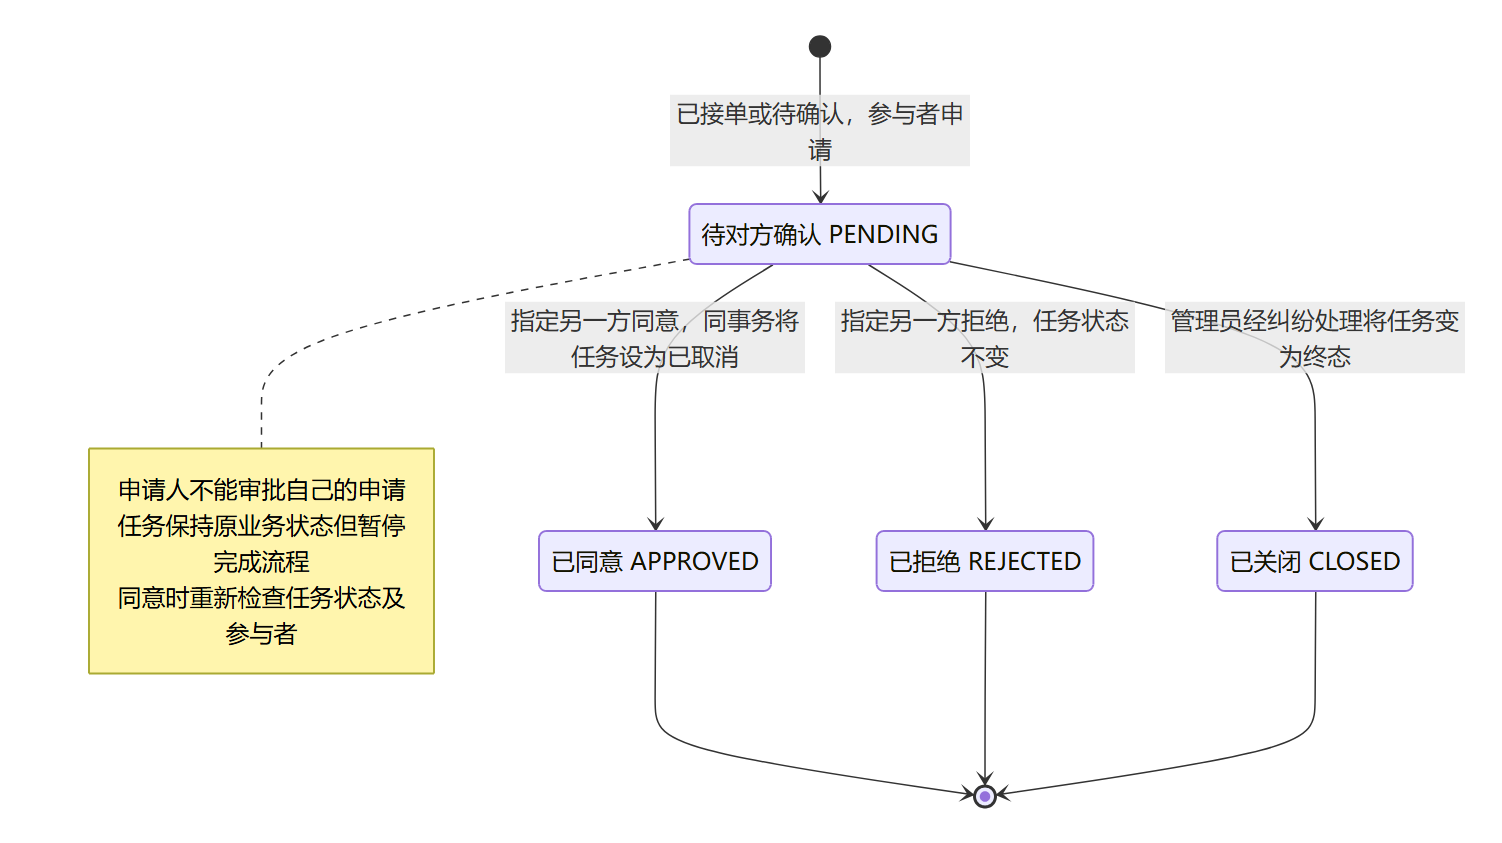 已接单或待确认，参与者申
请
待对方确认 PENDING
指定另一方同意，同事务将
任务设为已取消
指定另一方拒绝，任务状态
不变
管理员经纠纷处理将任务变
为终态
申请人不能审批自己的申请
任务保持原业务状态但暂停
完成流程
同意时重新检查任务状态及
参与者
已同意 APPROVED
已拒绝 REJECTED
已关闭 CLOSED